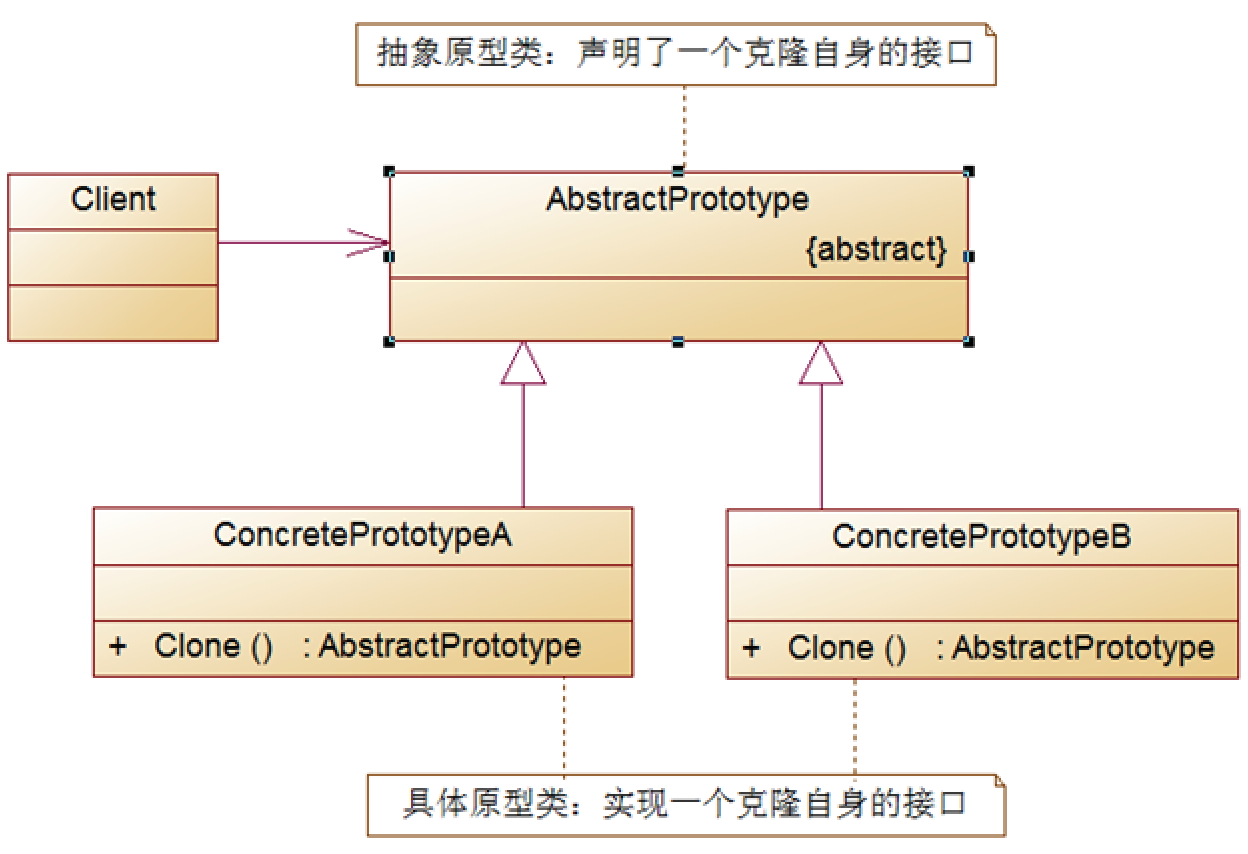 抽象原型类：声明了一个克隆自身的接口
Client
AbstractPrototype
{abstract}
ConcretePrototypeA
+ Clone () : AbstractPrototype
ConcretePrototypeB
+ Clone () : AbstractPrototype
具体原型类：实现一个克隆自身的接口